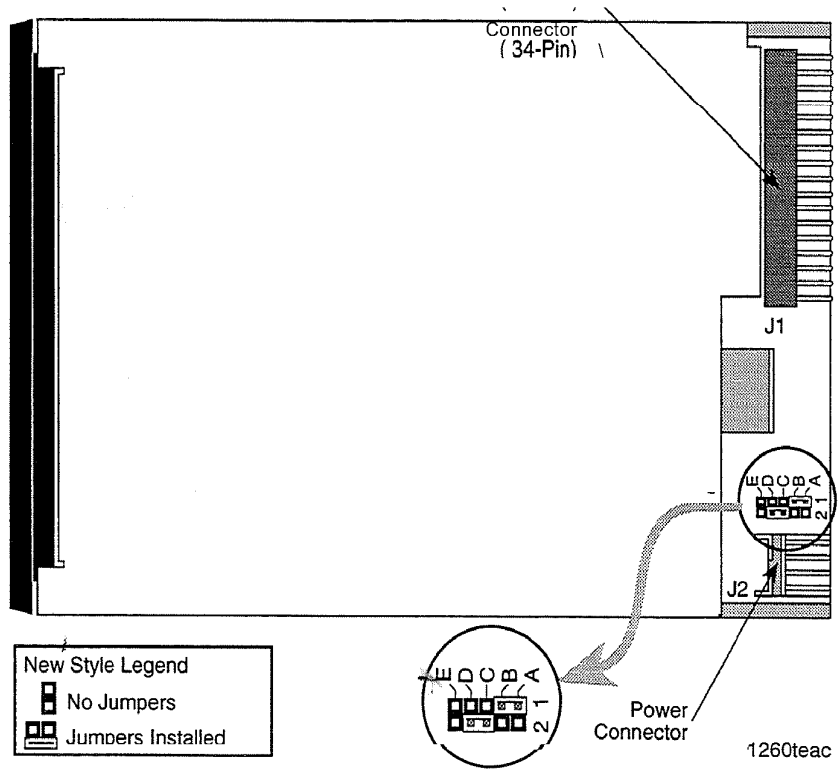 Connector
( 34-Pin)
J1
E D C B A
1
2
J2
New Style Legend
No Jumpers
Jumpers Installed
E D C B A
1
2
Power
Connector
1260teac